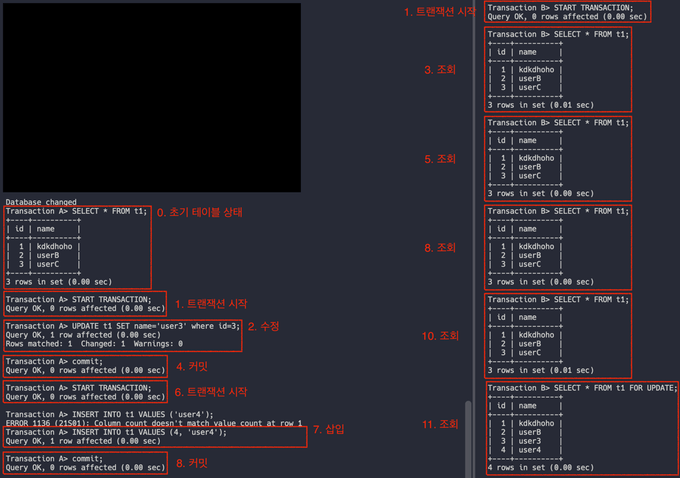 Database changed
Transaction A> SELECT * FROM t1;
+----+----------+
| id | name     |
+----+----------+
|  1 | kdkdhoho |
|  2 | userB    |
|  3 | userC    |
+----+----------+
3 rows in set (0.00 sec)
0. 초기 테이블 상태
Transaction A> START TRANSACTION;
Query OK, 0 rows affected (0.00 sec)
1. 트랜잭션 시작
Transaction A> UPDATE t1 SET name='user3' where id=3;
Query OK, 1 row affected (0.00 sec)
Rows matched: 1  Changed: 1  Warnings: 0
2. 수정
Transaction A> commit;
Query OK, 0 rows affected (0.00 sec)
4. 커밋
Transaction A> START TRANSACTION;
Query OK, 0 rows affected (0.00 sec)
6. 트랜잭션 시작
Transaction A> INSERT INTO t1 VALUES ('user4');
ERROR 1136 (21S01): Column count doesn't match value count at row 1
Transaction A> INSERT INTO t1 VALUES (4, 'user4');
Query OK, 1 row affected (0.00 sec)
7. 삽입
Transaction A> commit;
Query OK, 0 rows affected (0.00 sec)
8. 커밋
1. 트랜잭션 시작
Transaction B> START TRANSACTION;
Query OK, 0 rows affected (0.00 sec)
3. 조회
Transaction B> SELECT * FROM t1;
+----+----------+
| id | name     |
+----+----------+
|  1 | kdkdhoho |
|  2 | userB    |
|  3 | userC    |
+----+----------+
3 rows in set (0.01 sec)
5. 조회
Transaction B> SELECT * FROM t1;
+----+----------+
| id | name     |
+----+----------+
|  1 | kdkdhoho |
|  2 | userB    |
|  3 | userC    |
+----+----------+
3 rows in set (0.00 sec)
8. 조회
Transaction B> SELECT * FROM t1;
+----+----------+
| id | name     |
+----+----------+
|  1 | kdkdhoho |
|  2 | userB    |
|  3 | userC    |
+----+----------+
3 rows in set (0.00 sec)
10. 조회
Transaction B> SELECT * FROM t1;
+----+----------+
| id | name     |
+----+----------+
|  1 | kdkdhoho |
|  2 | userB    |
|  3 | userC    |
+----+----------+
3 rows in set (0.01 sec)
11. 조회
Transaction B> SELECT * FROM t1 FOR UPDATE;
+----+----------+
| id | name     |
+----+----------+
|  1 | kdkdhoho |
|  2 | userB    |
|  3 | user3    |
|  4 | user4    |
+----+----------+
4 rows in set (0.00 sec)